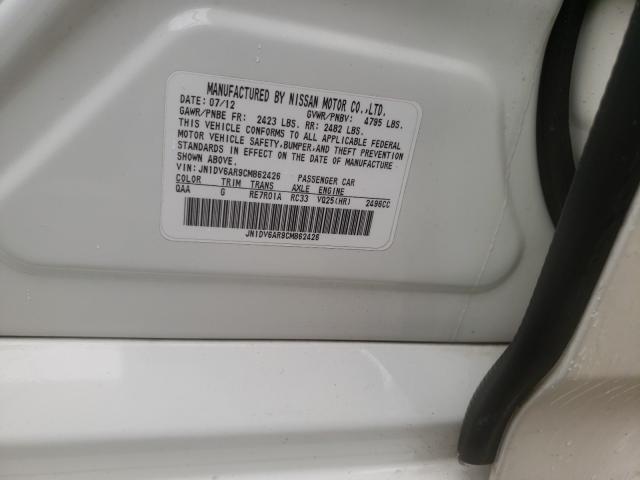 MANUFACTURED BY NISSAN MOTOR CO.,LTD.
DATE: 07/12 GVWR/PNBV: 4795 LBS.
GAWR/PNBE FR: 2423 LBS. RR: 2482 LBS.
THIS VEHICLE CONFORMS TO ALL APPLICABLE FEDERAL
MOTOR VEHICLE SAFETY,BUMPER,AND THEFT PREVENTION
STANDARDS IN EFFECT ON THE DATE OF MANUFACTURE
SHOWN ABOVE.
VIN: JN1DV6AR9CM862426 PASSENGER CAR
COLOR TRIM TRANS AXLE ENGINE
QAA G RE7R01A RC33 VQ25(HR) 2496CC
JN1DV6AR9CM862426